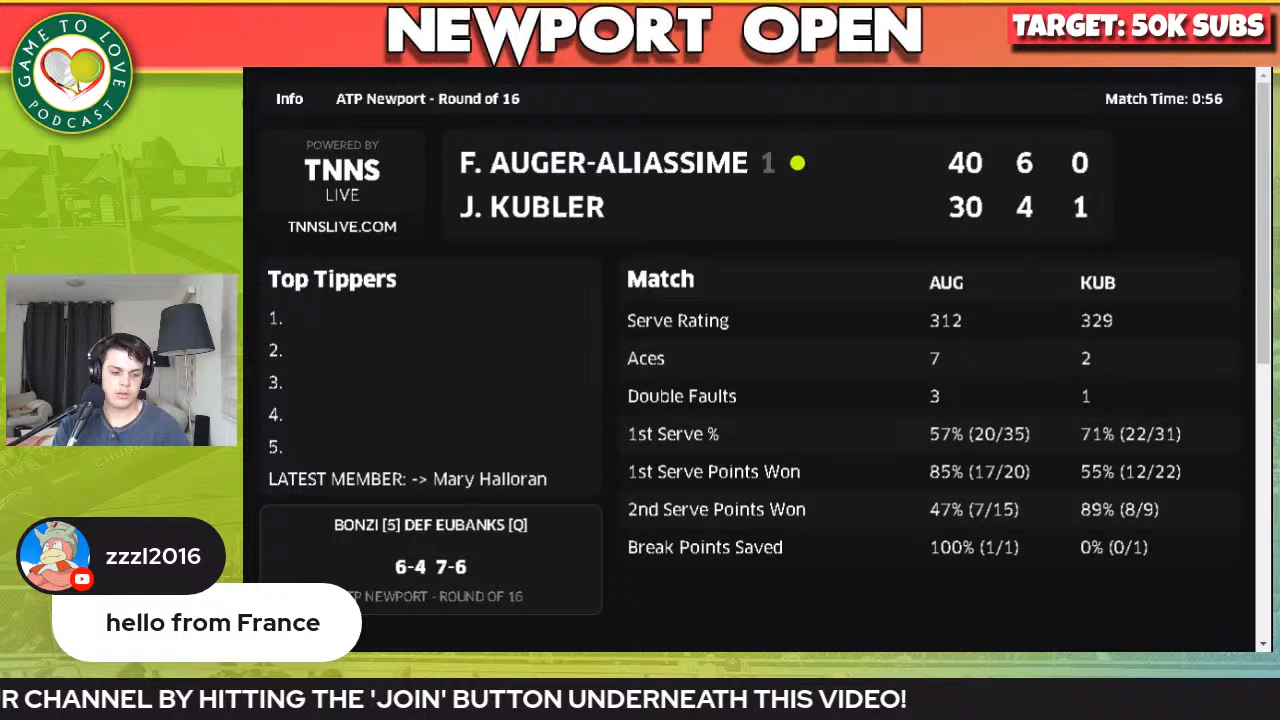 GAME TO LOVE
PODCAST
NEWPORT OPEN
TARGET: 50K SUBS
Info ATP Newport - Round of 16 Match Time: 0:56
POWERED BY
TNNS
LIVE
TNNSLIVE.COM
F. AUGER-ALIASSIME 1 40 6 0
J. KUBLER 30 4 1
Top Tippers
1.
2.
3.
4.
5.
LATEST MEMBER: -> Mary Halloran
BONZI [5] DEF EUBANKS [Q]
6-4 7-6
TP NEWPORT - ROUND OF 16
Match AUG KUB
Serve Rating 312 329
Aces 7 2
Double Faults 3 1
1st Serve % 57% (20/35) 71% (22/31)
1st Serve Points Won 85% (17/20) 55% (12/22)
2nd Serve Points Won 47% (7/15) 89% (8/9)
Break Points Saved 100% (1/1) 0% (0/1)
zzzl2016
hello from France
R CHANNEL BY HITTING THE 'JOIN' BUTTON UNDERNEATH THIS VIDEO!